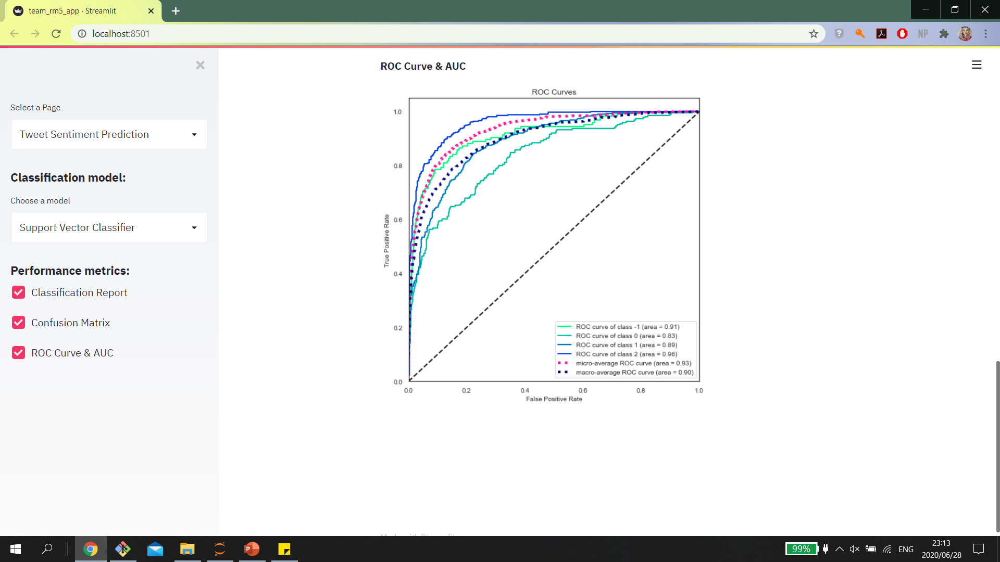 team_rm5_app · Streamlit
localhost:8501
NP
Select a Page
Tweet Sentiment Prediction
Classification model:
Choose a model
Support Vector Classifier
Performance metrics:
Classification Report
Confusion Matrix
ROC Curve & AUC
ROC Curve & AUC
ROC Curves
1.0
0.8
0.6
0.4
0.2
0.0
True Positive Rate
0.0 0.2 0.4 0.6 0.8 1.0
False Positive Rate
ROC curve of class -1 (area = 0.91)
ROC curve of class 0 (area = 0.83)
ROC curve of class 1 (area = 0.89)
ROC curve of class 2 (area = 0.96)
micro-average ROC curve (area = 0.93)
macro-average ROC curve (area = 0.90)
99%
ENG
23:13
2020/06/28